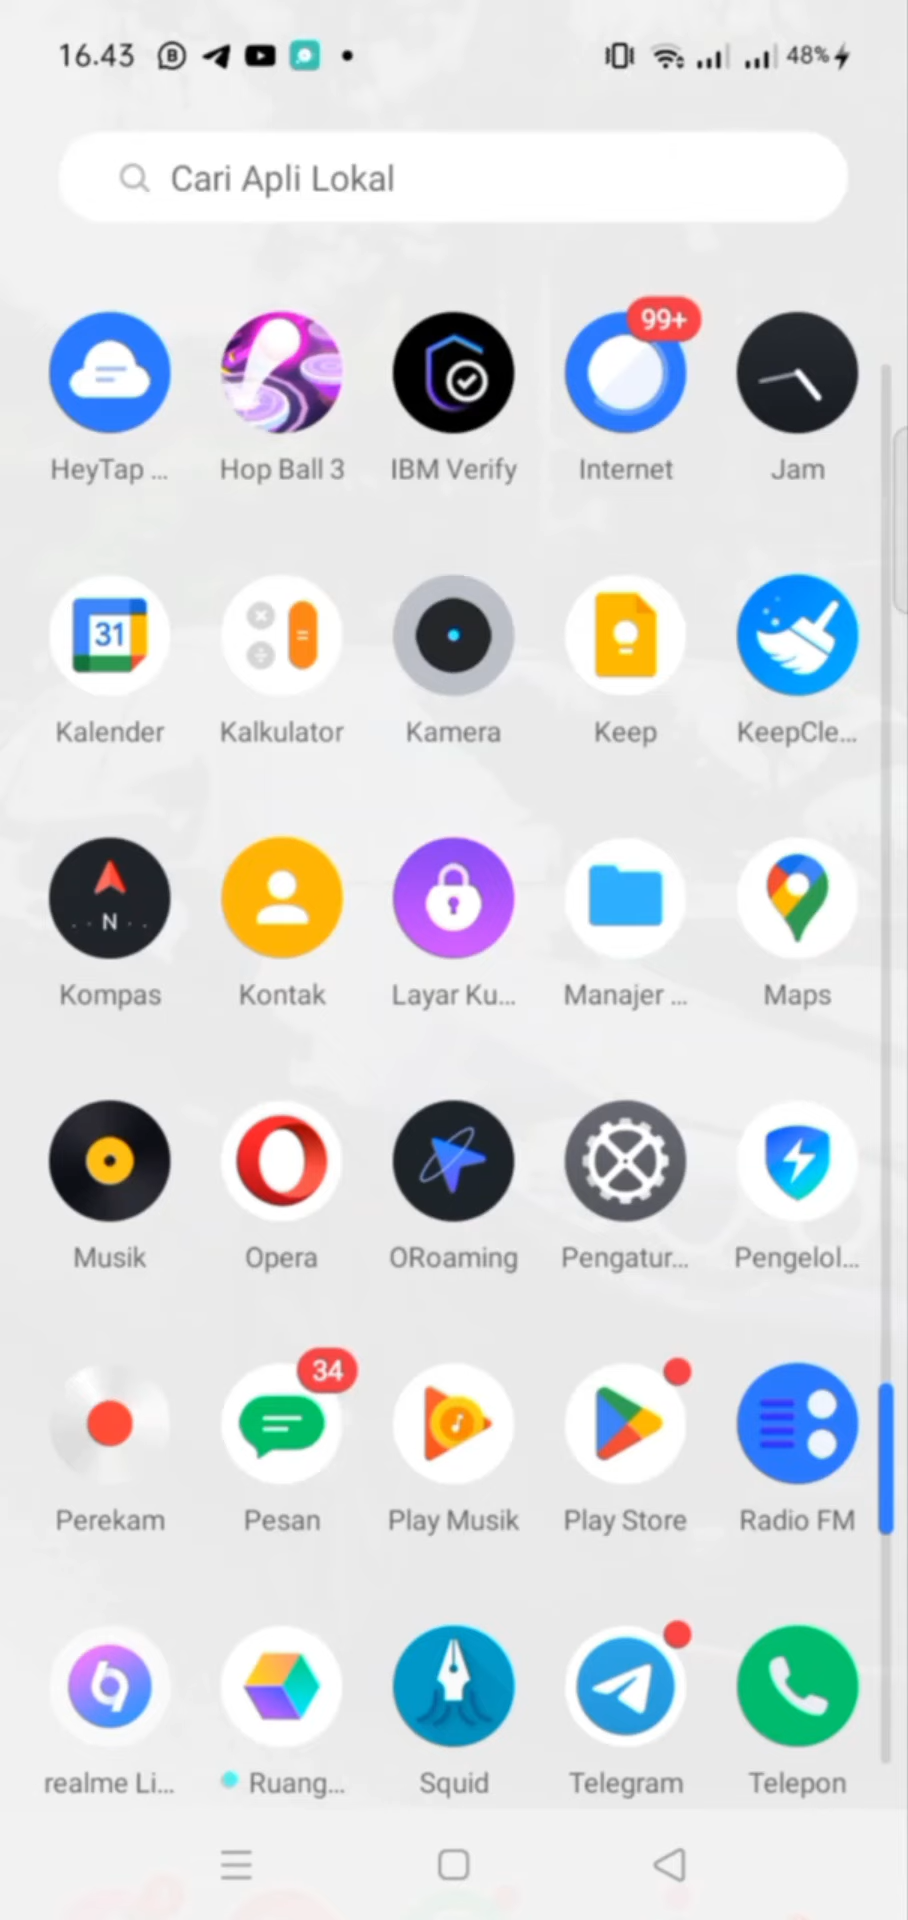 16.43 48%
Cari Apli Lokal
99+
HeyTap ... Hop Ball 3 IBM Verify Internet Jam
31
=
Kalender Kalkulator Kamera Keep KeepCle...
N
Kompas Kontak Layar Ku... Manajer ... Maps
Musik Opera ORoaming Pengatur... Pengelol...
34
Perekam Pesan Play Musik Play Store Radio FM
realme Li... Ruang... Squid Telegram Telepon